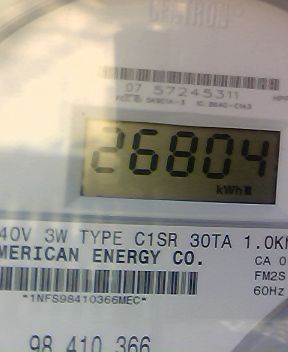 07 57245311
26804
kWh
40V 3W TYPE C1SR 30TA 1.0K
MERICAN ENERGY CO.
CA 0
FM2S
*1NFS98410366MEC*
60Hz
98 410 366